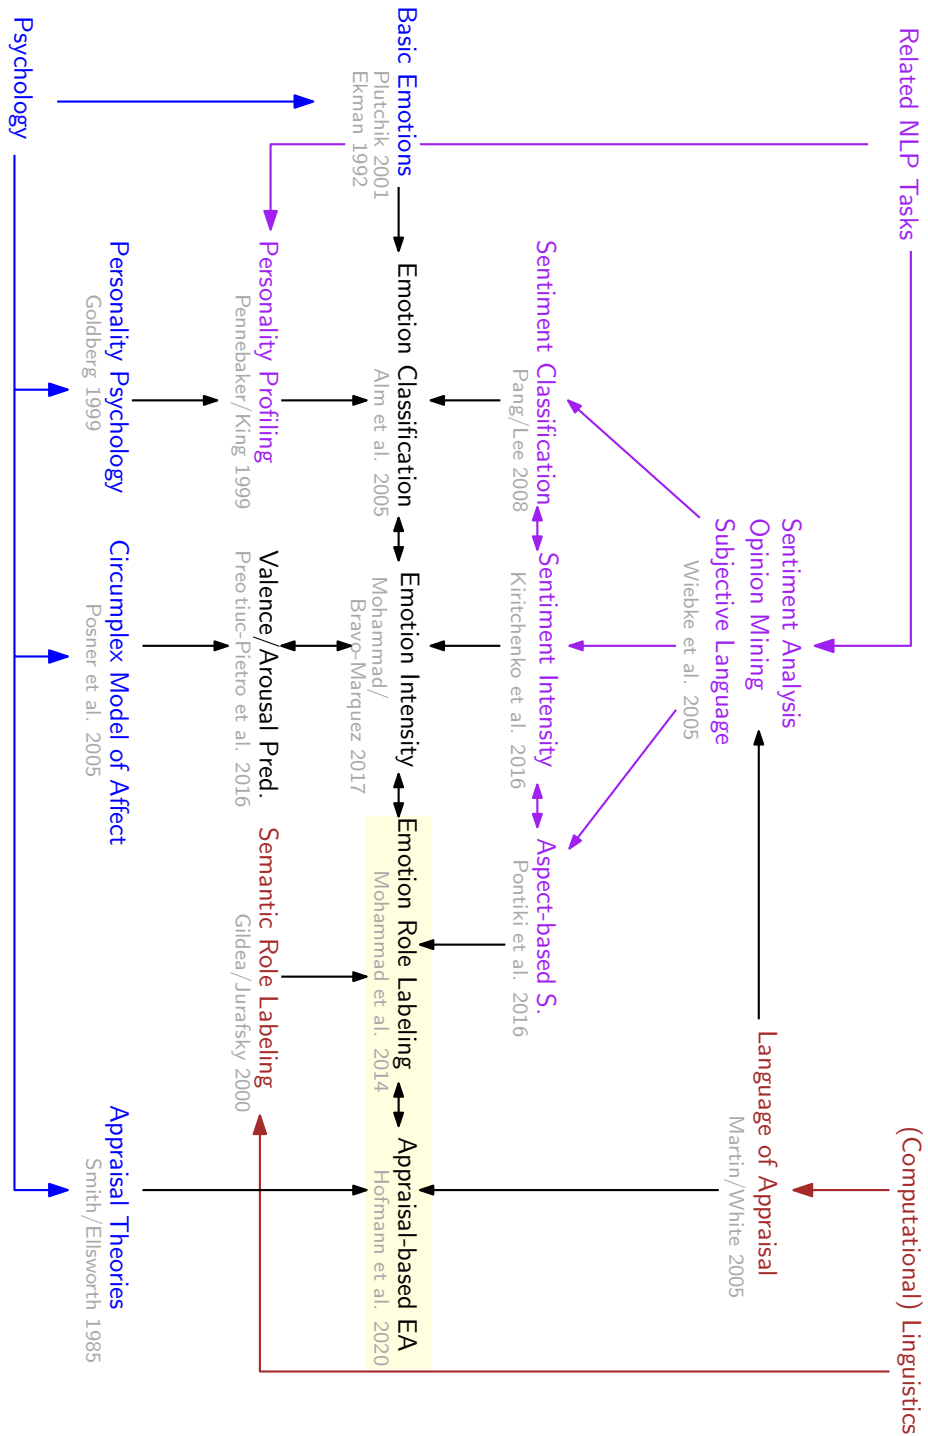 Related NLP Tasks
(Computational) Linguistics
Sentiment Analysis
Opinion Mining
Subjective Language
Wiebke et al. 2005
Language of Appraisal
Martin/White 2005
Sentiment Classification
Pang/Lee 2008
Sentiment Intensity
Kiritchenko et al. 2016
Aspect-based S.
Pontiki et al. 2016
Basic Emotions
Plutchik 2001
Ekman 1992
Emotion Classification
Alm et al. 2005
Emotion Intensity
Mohammad/
Bravo-Marquez 2017
Emotion Role Labeling
Mohammad et al. 2014
Appraisal-based EA
Hofmann et al. 2020
Personality Profiling
Pennebaker/King 1999
Valence/Arousal Pred.
Preotiuc-Pietro et al. 2016
Semantic Role Labeling
Gildea/Jurafsky 2000
Personality Psychology
Goldberg 1999
Circumplex Model of Affect
Posner et al. 2005
Appraisal Theories
Smith/Ellsworth 1985
Psychology